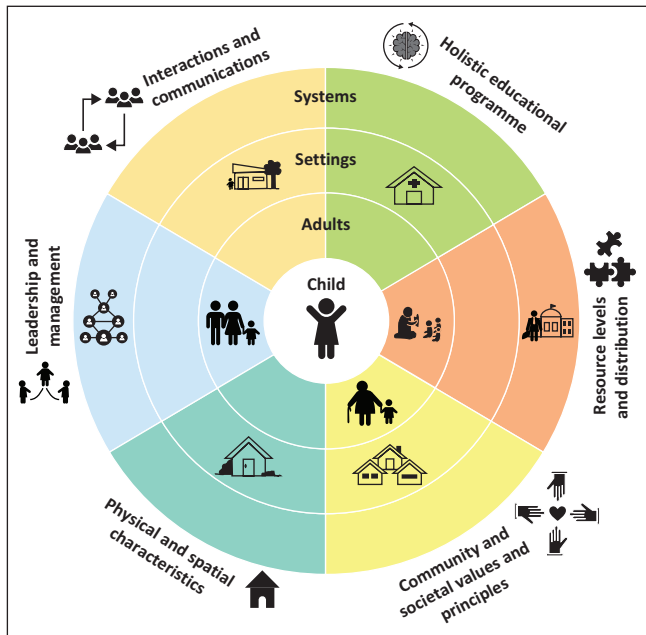 Interactions and
communications
Holistic educational
programme
Systems
Settings
Adults
Child
Leadership and
management
Resource levels
and distribution
Physical and spatial
characteristics
Community and
societal values and
principles